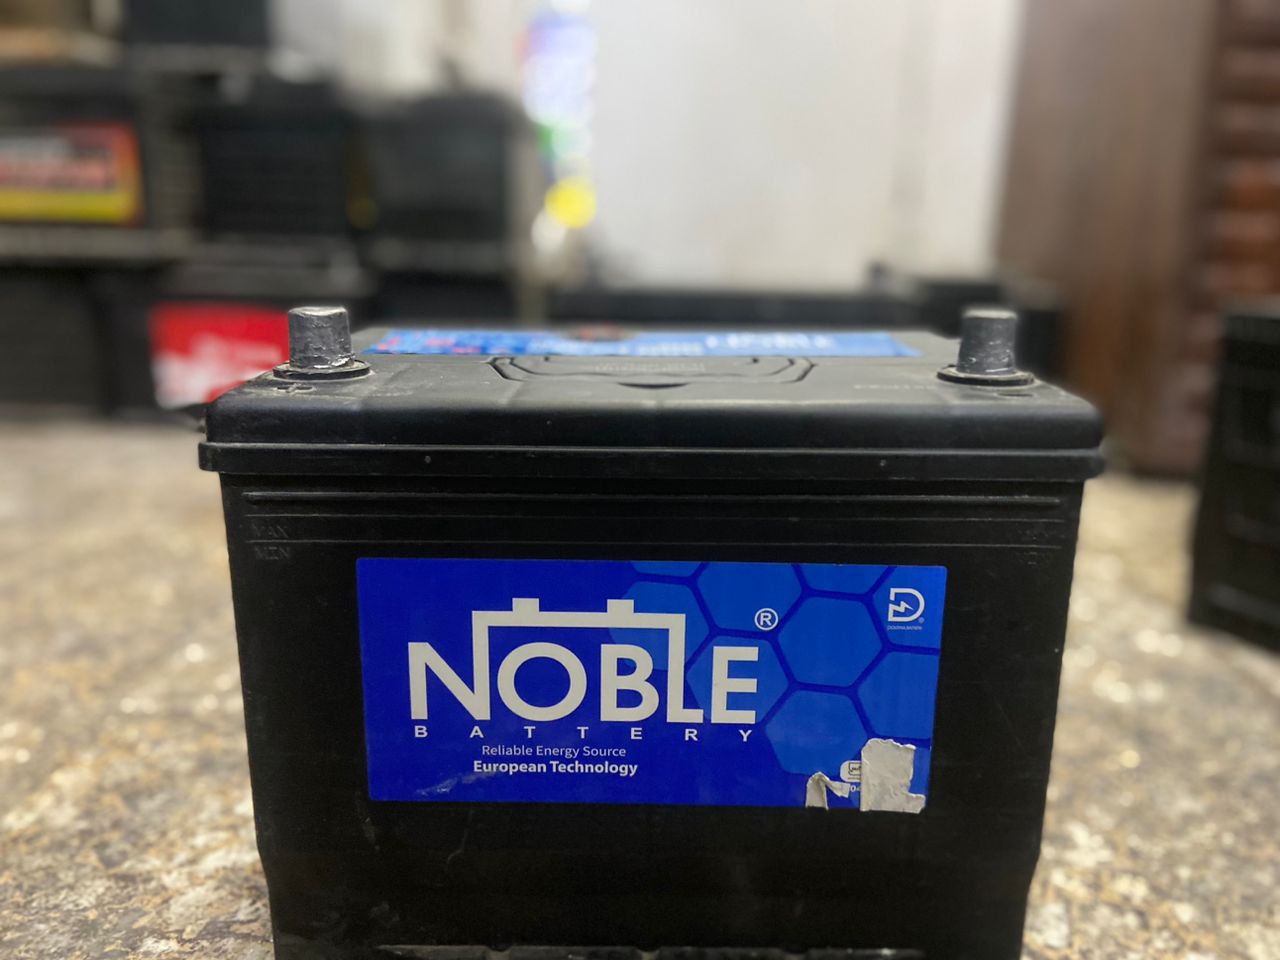 MAX
MIN
NOBLE ®
BATTERY
Reliable Energy Source
European Technology